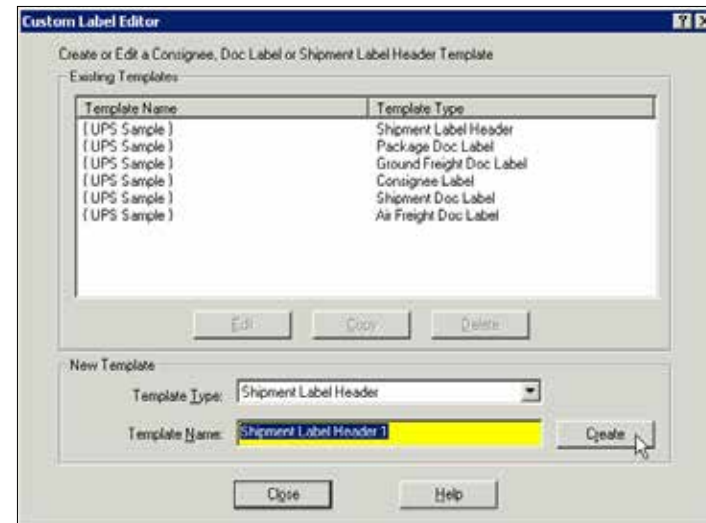 Custom Label Editor
Create or Edit a Consignee, Doc Label or Shipment Label Header Template
Existing Templates
Template Name Template Type
( UPS Sample ) Shipment Label Header
( UPS Sample ) Package Doc Label
( UPS Sample ) Ground Freight Doc Label
( UPS Sample ) Consignee Label
( UPS Sample ) Shipment Doc Label
( UPS Sample ) Air Freight Doc Label
Edit Copy Delete
New Template
Template Type: Shipment Label Header
Template Name: Shipment Label Header 1 Create
Close Help